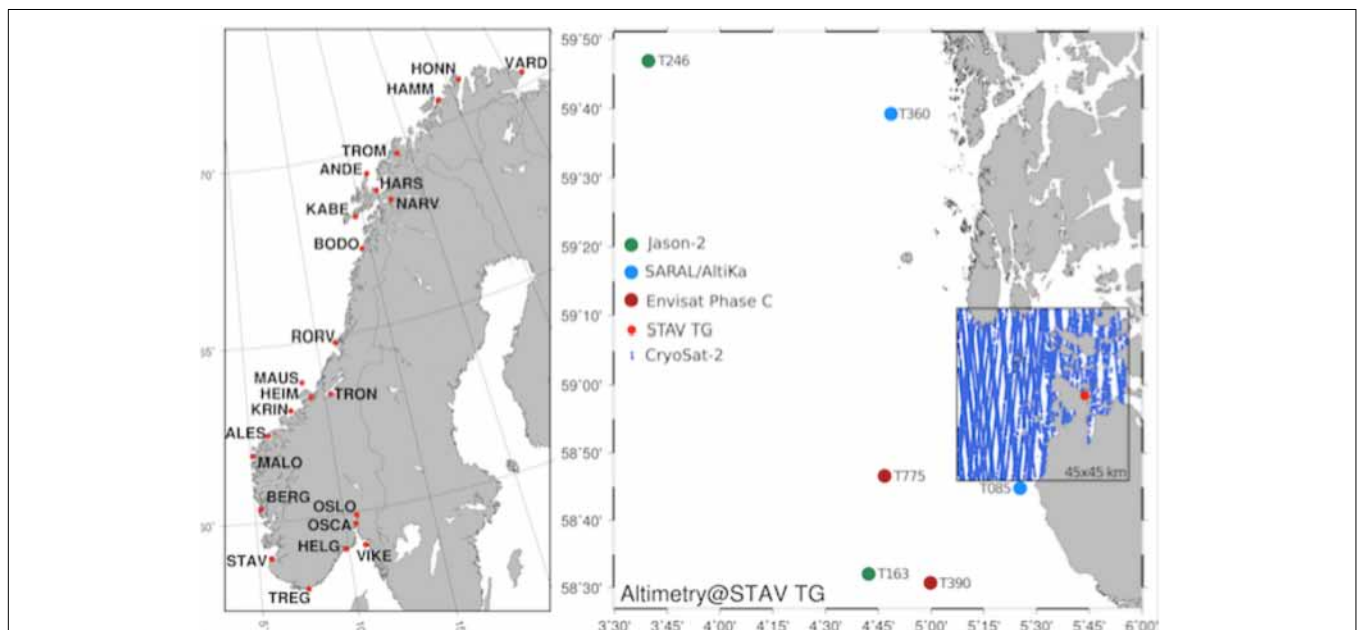 HONN
VARD
HAMM
TROM
ANDE
HARS
KABE
NARV
BODO
RORV
MAUS
HEIM
TRON
KRIN
ALES
MALO
BERG
OSLO
OSCA
HELG
VIKE
STAV
TREG
59°50'
59°40'
59°30'
59°20'
59°10'
59°00'
58°50'
58°40'
58°30'
T246
T360
Jason-2
SARAL/AltiKa
Envisat Phase C
STAV TG
CryoSat-2
45x45 km
T775
T085
T163
T390
Altimetry@STAV TG
3°30' 3°45' 4°00' 4°15' 4°30' 4°45' 5°00' 5°15' 5°30' 5°45' 6°00'